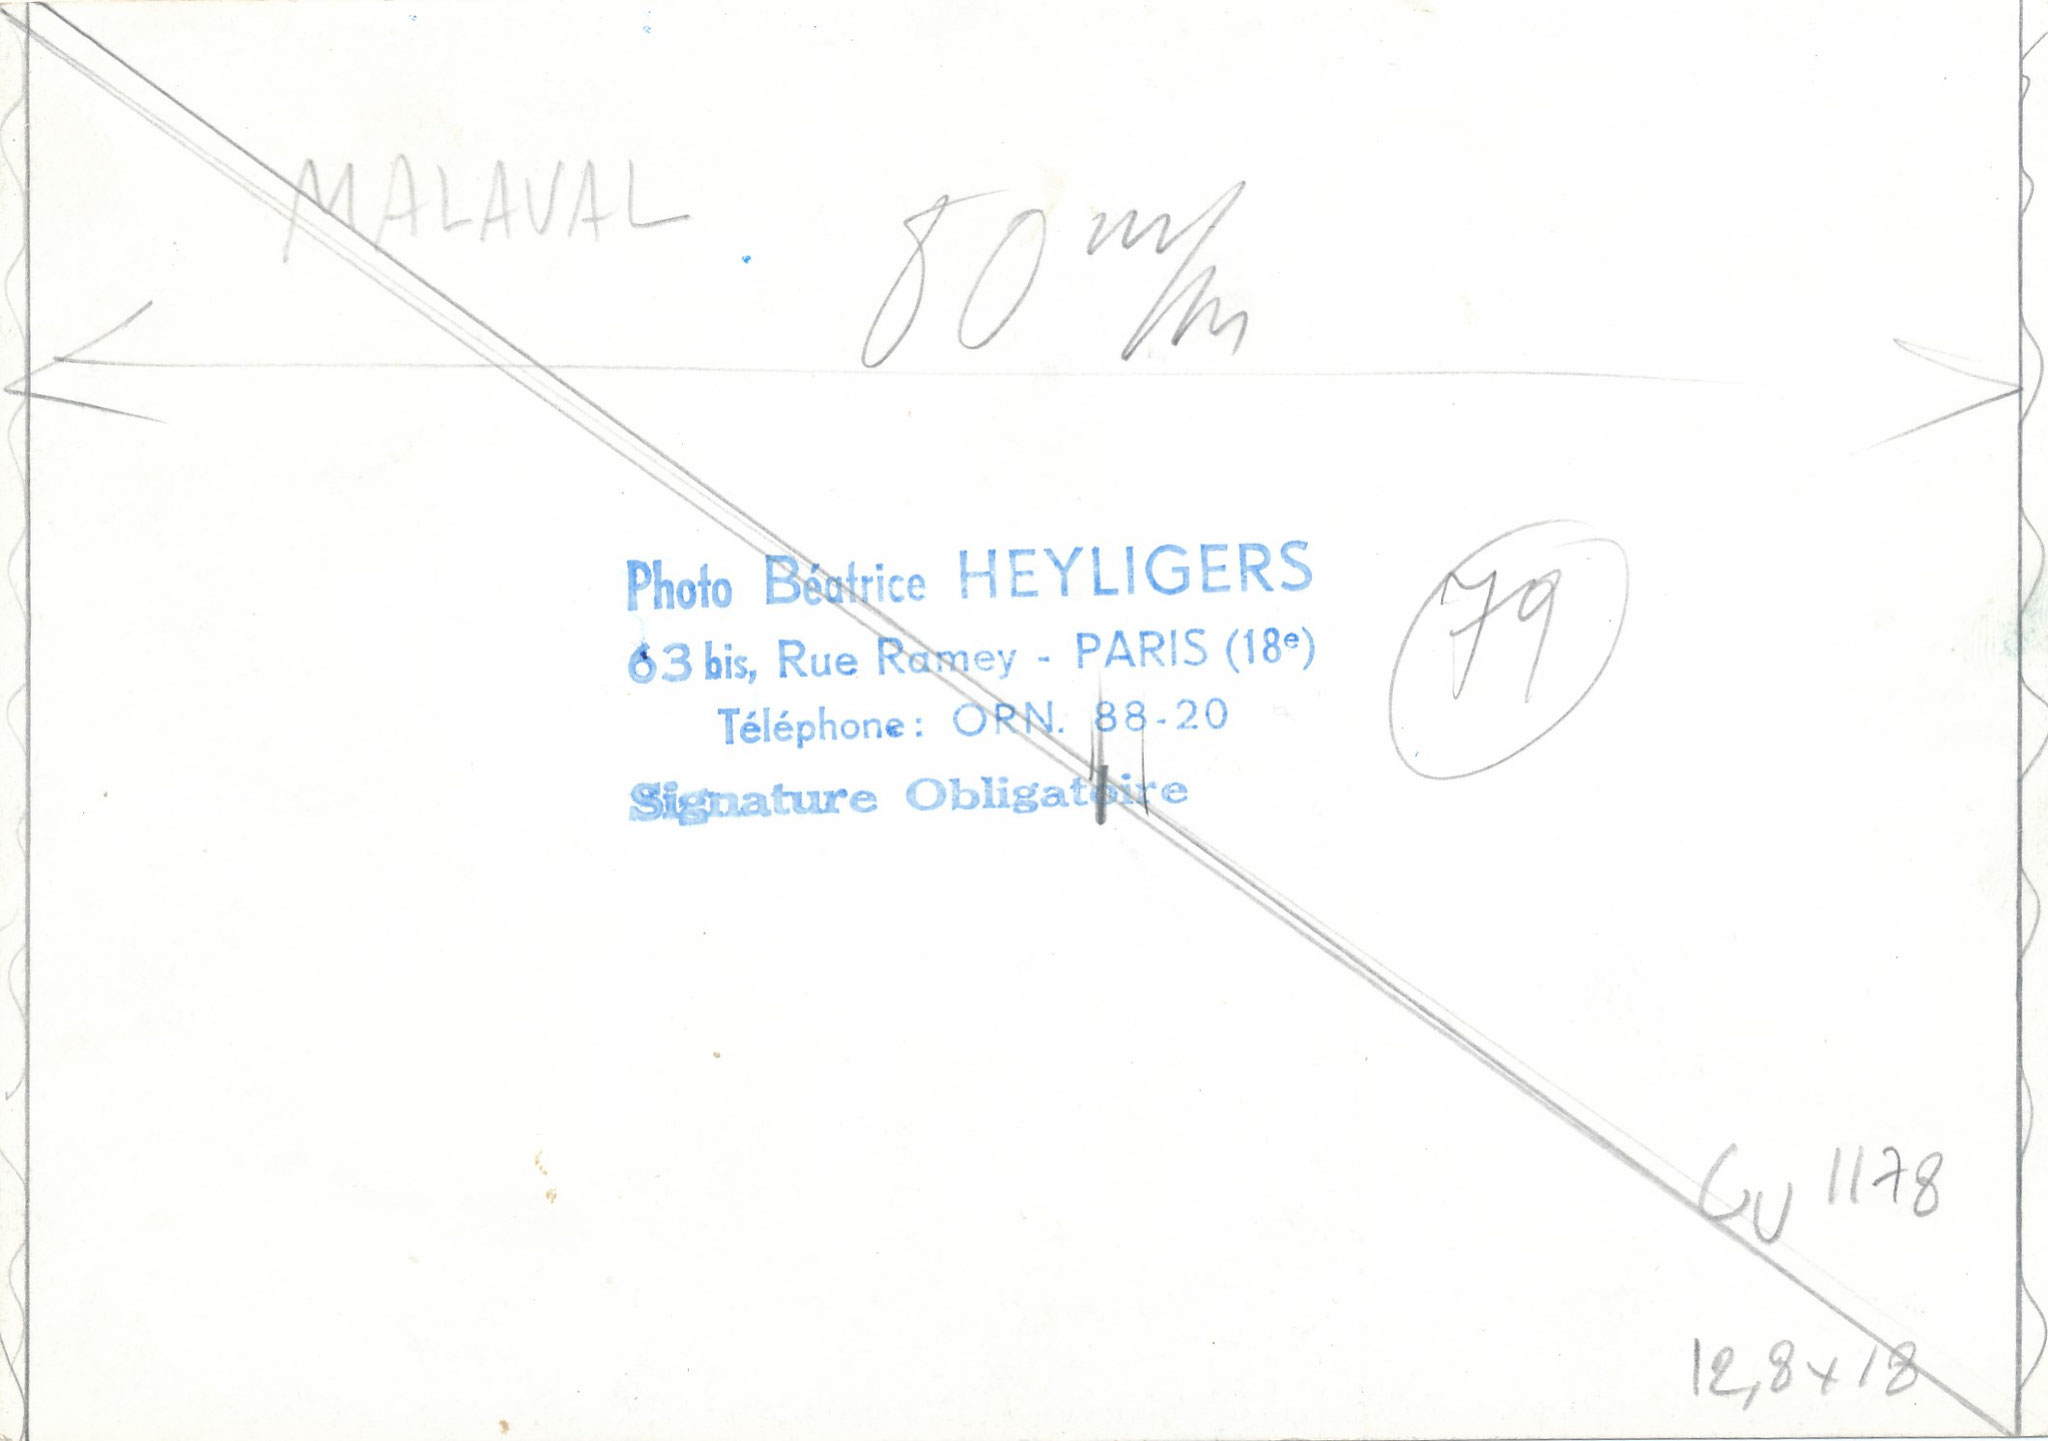 MALAVAL
80 m/m
Photo Béatrice HEYLIGERS
63 bis, Rue Ramey - PARIS (18e)
Téléphone: ORN. 88-20
Signature Obligatoire
79
1178
12,8 x 18